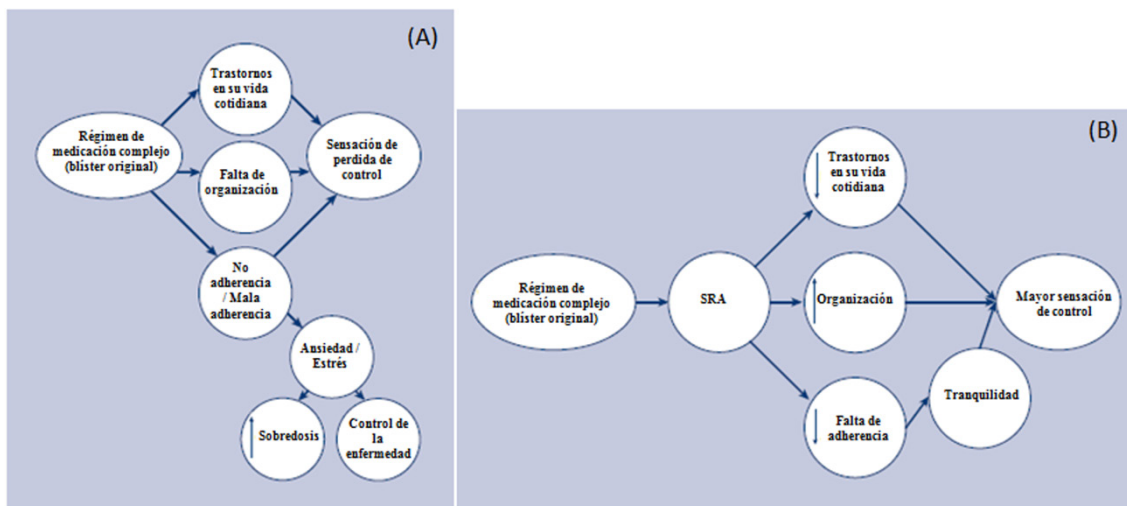 (A)
Trastornos
en su vida
cotidiana
Régimen de
medicación complejo
(blíster original)
Falta de
organización
Sensación de
perdida de
control
No
adherencia
/ Mala
adherencia
Ansiedad /
Estrés
Sobredosis
Control de
la
enfermedad
(B)
Régimen de
medicación complejo
(blíster original)
SRA
Trastornos
en su vida
cotidiana
Organización
Falta de
adherencia
Tranquilidad
Mayor sensación
de control